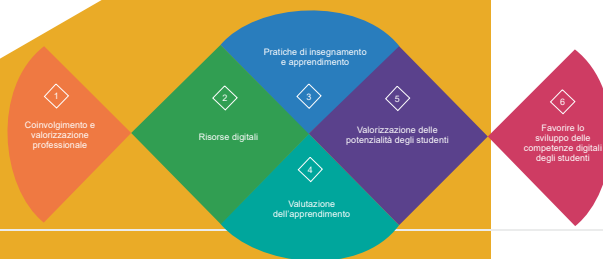 1
Coinvolgimento e
valorizzazione
professionale
2
Risorse digitali
Pratiche di insegnamento
e apprendimento
3
4
Valutazione
dell'apprendimento
5
Valorizzazione delle
potenzialità degli studenti
6
Favorire lo
sviluppo delle
competenze digitali
degli studenti